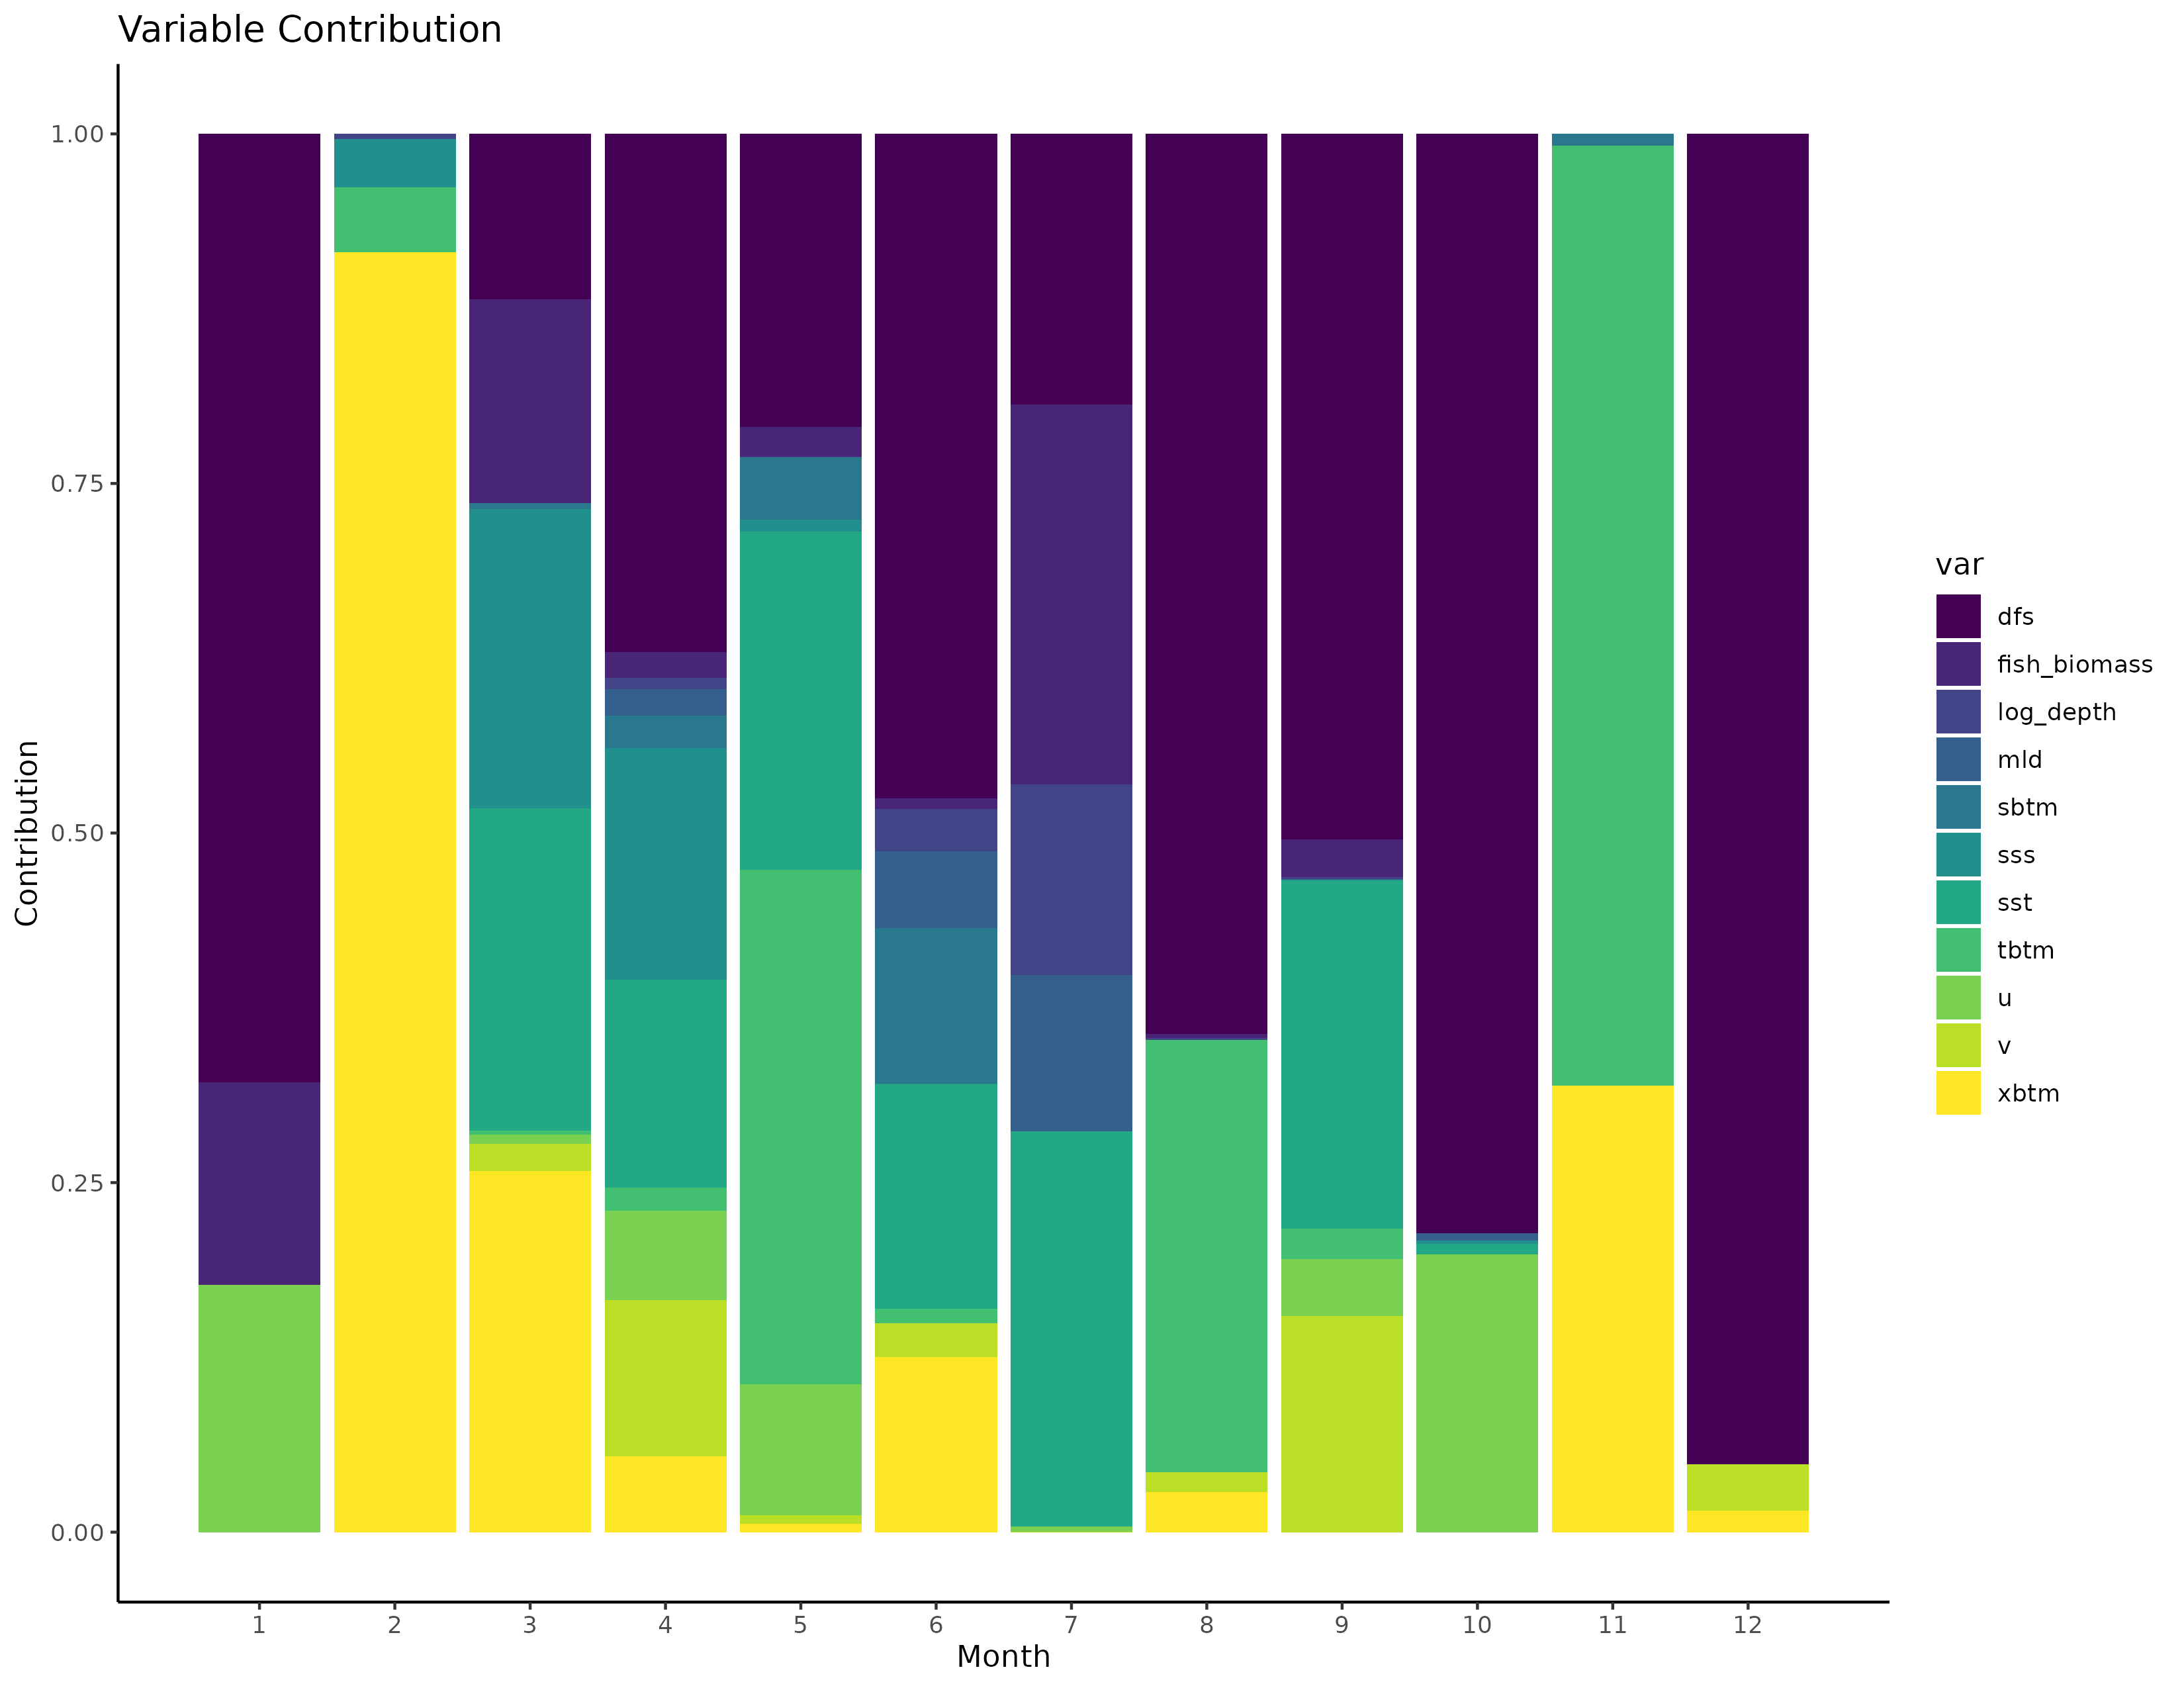 Variable Contribution
1.00
0.75
0.50
0.25
0.00
Contribution
1 2 3 4 5 6 7 8 9 10 11 12
Month
var
dfs
fish_biomass
log_depth
mld
sbtm
sss
sst
tbtm
u
v
xbtm